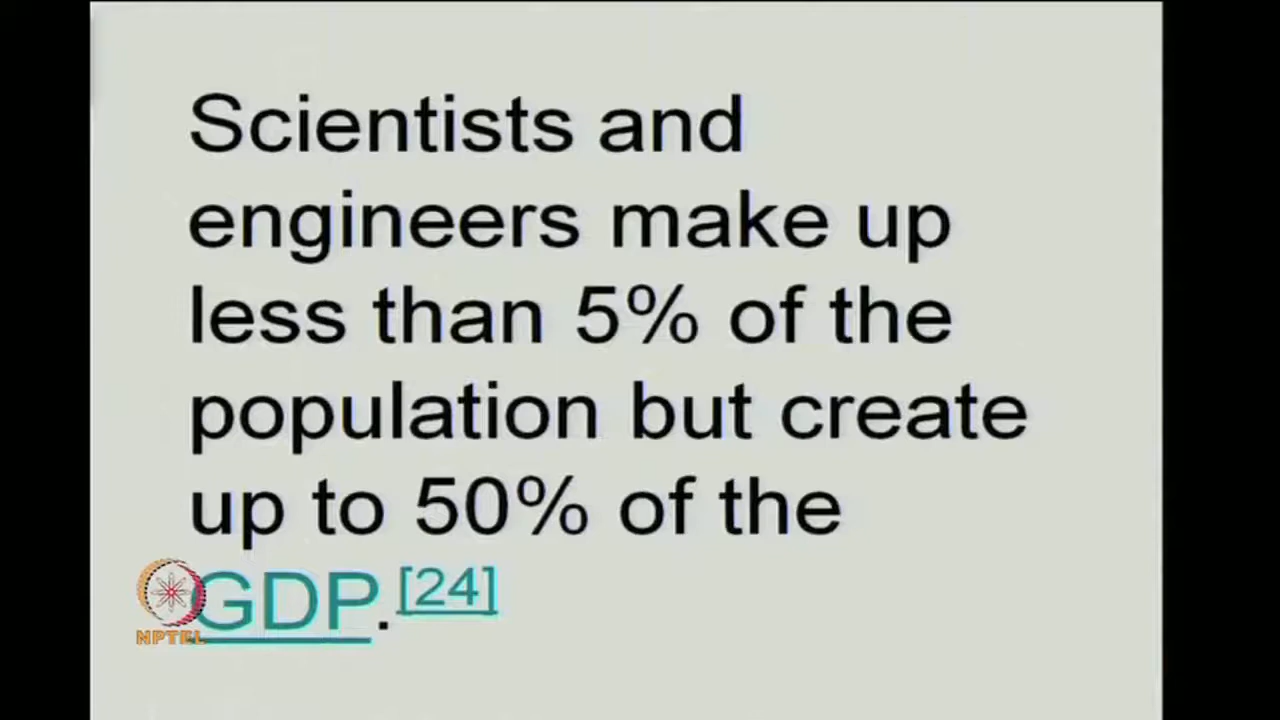 Scientists and
engineers make up
less than 5% of the
population but create
up to 50% of the
GDP.[24]
NPTEL